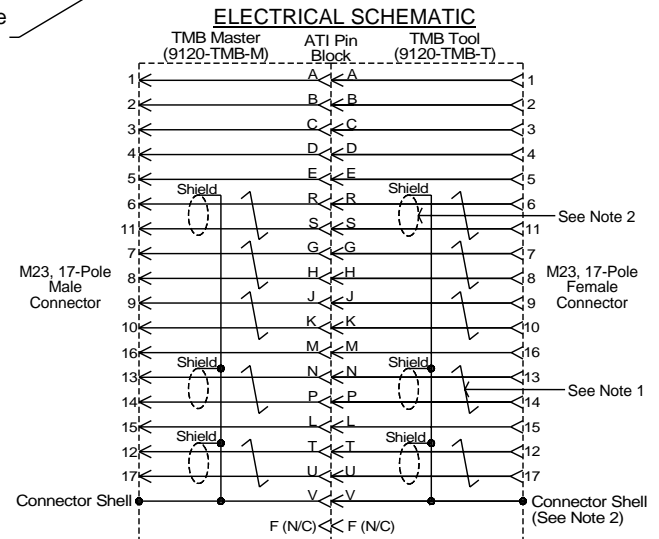 e
ELECTRICAL SCHEMATIC
TMB Master
(9120-TMB-M)
ATI Pin
Block
TMB Tool
(9120-TMB-T)
1 A A 1
2 B B 2
3 C C 3
4 D D 4
5 E E 5
Shield Shield
6 R R 6
See Note 2
11 S S 11
7 G G 7
M23, 17-Pole
Male
Connector
8 H H 8
M23, 17-Pole
Female
Connector
9 J J 9
10 K K 10
16 M M 16
Shield Shield
13 N N 13
See Note 1
14 P P 14
15 L L 15
Shield Shield
12 T T 12
17 U U 17
Connector Shell V V Connector Shell
(See Note 2)
F (N/C) F (N/C)